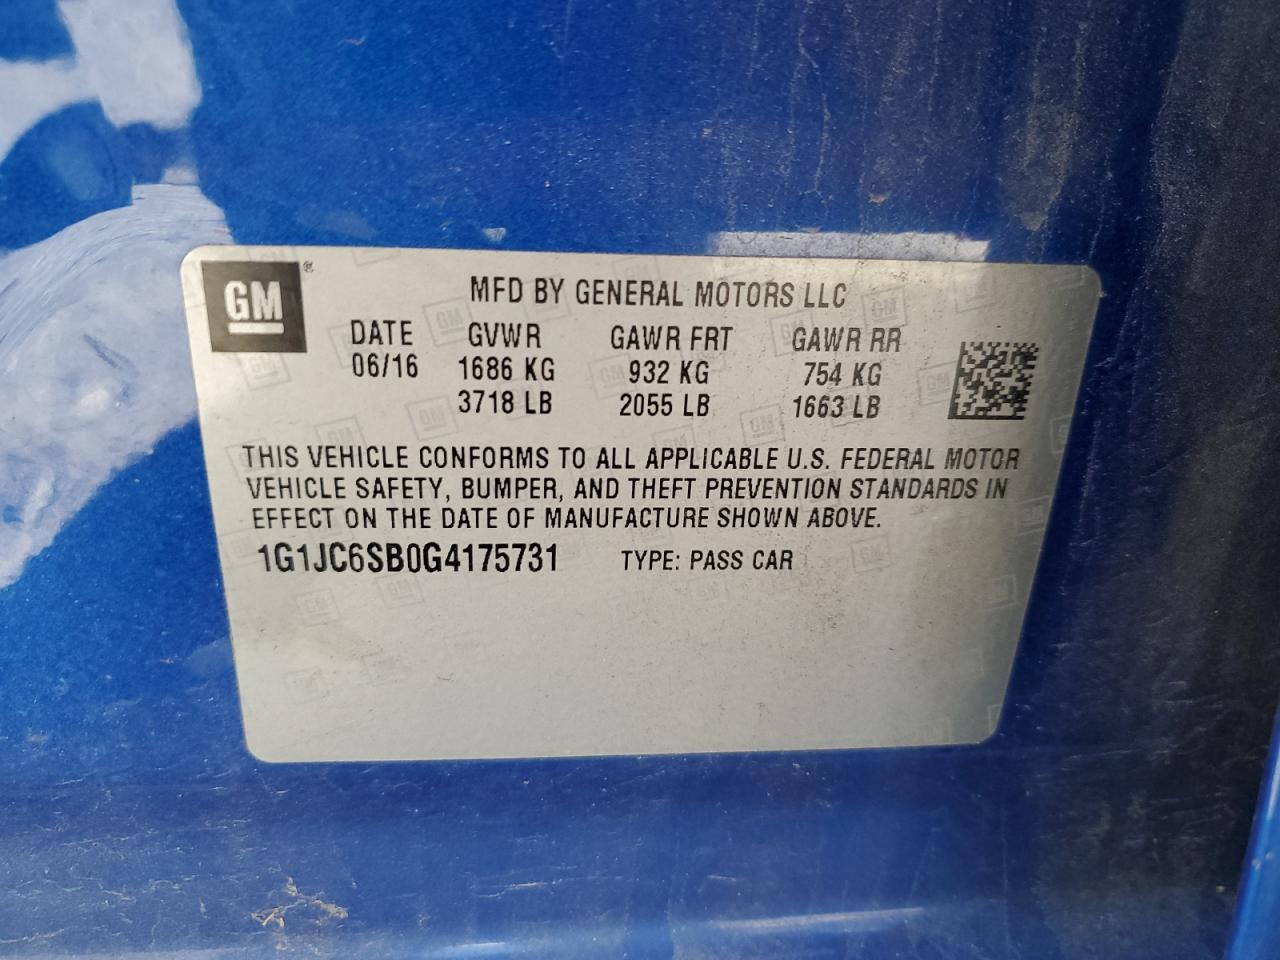 GM ®
MFD BY GENERAL MOTORS LLC
DATE GVWR GAWR FRT GAWR RR
06/16 1686 KG 932 KG 754 KG
3718 LB 2055 LB 1663 LB
THIS VEHICLE CONFORMS TO ALL APPLICABLE U.S. FEDERAL MOTOR
VEHICLE SAFETY, BUMPER, AND THEFT PREVENTION STANDARDS IN
EFFECT ON THE DATE OF MANUFACTURE SHOWN ABOVE.
1G1JC6SB0G4175731 TYPE: PASS CAR